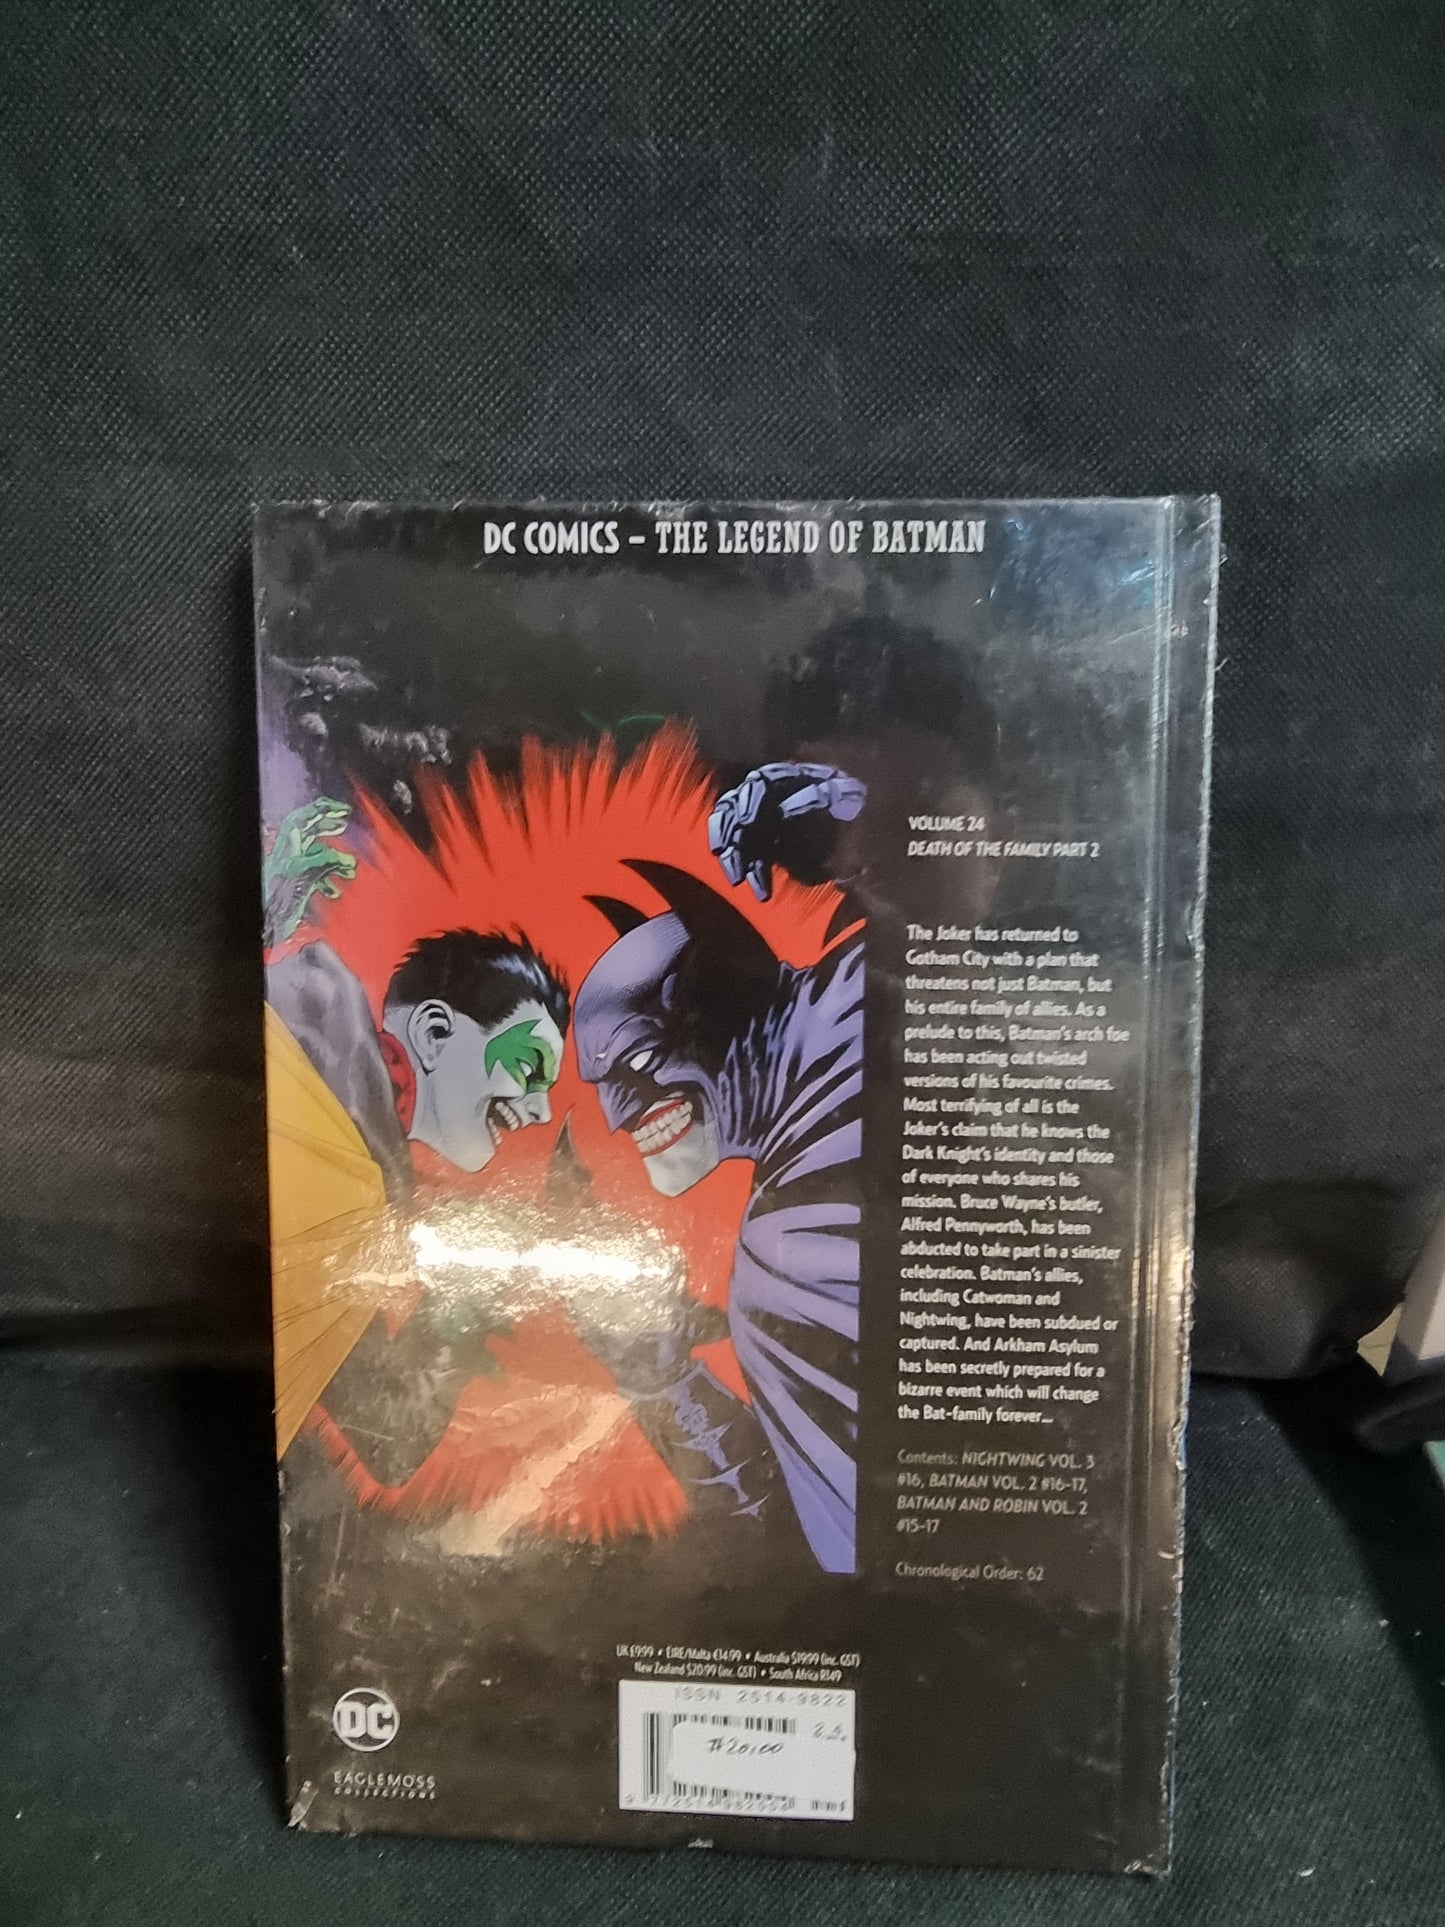 DC COMICS – THE LEGEND OF BATMAN
VOLUME 24
DEATH OF THE FAMILY PART 2
The Joker has returned to
Gotham City with a plan that
threatens not just Batman, but
his entire family of allies. As a
prelude to this, Batman's arch foe
has been acting out twisted
versions of his favourite crimes.
Most terrifying of all is the
Joker's claim that he knows the
Dark Knight's identity and those
of everyone who shares his
mission. Bruce Wayne's butler,
Alfred Pennyworth, has been
abducted to take part in a sinister
celebration. Batman's allies,
including Catwoman and
Nightwing, have been subdued or
captured. And Arkham Asylum
has been secretly prepared for a
bizarre event which will change
the Bat-family forever...
Contents: NIGHTWING VOL. 3
#16, BATMAN VOL. 2 #16-17,
BATMAN AND ROBIN VOL. 2
#15-17
Chronological Order: 62
UK £9.99 • EIRE/Malta €14.99 • Australia $19.99 (inc. GST)
New Zealand $20.99 (inc. GST) • South Africa R149
ISSN 2514-9822
24
$20.00
DC
EAGLEMOSS
COLLECTIONS